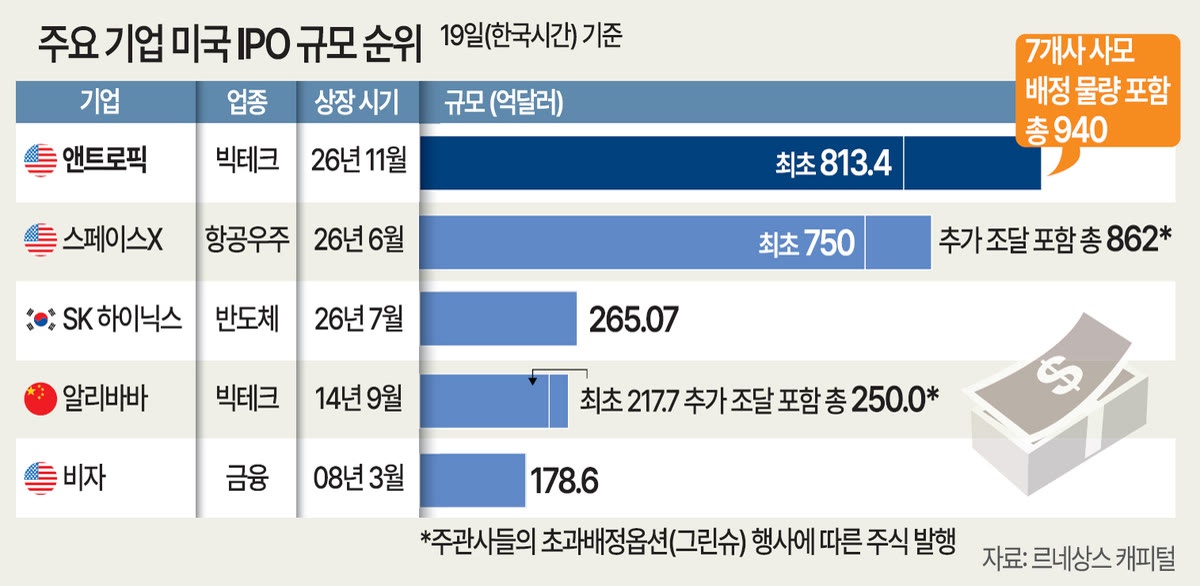 주요 기업 미국 IPO 규모 순위 19일(한국시간) 기준
기업 업종 상장 시기 규모 (억달러)
7개사 사모
배정 물량 포함
총 940
앤트로픽 빅테크 26년 11월 최초 813.4
스페이스X 항공우주 26년 6월 최초 750 추가 조달 포함 총 862*
SK 하이닉스 반도체 26년 7월 265.07
알리바바 빅테크 14년 9월 최초 217.7 추가 조달 포함 총 250.0*
비자 금융 08년 3월 178.6
*주관사들의 초과배정옵션(그린슈) 행사에 따른 주식 발행
자료: 르네상스 캐피털
$